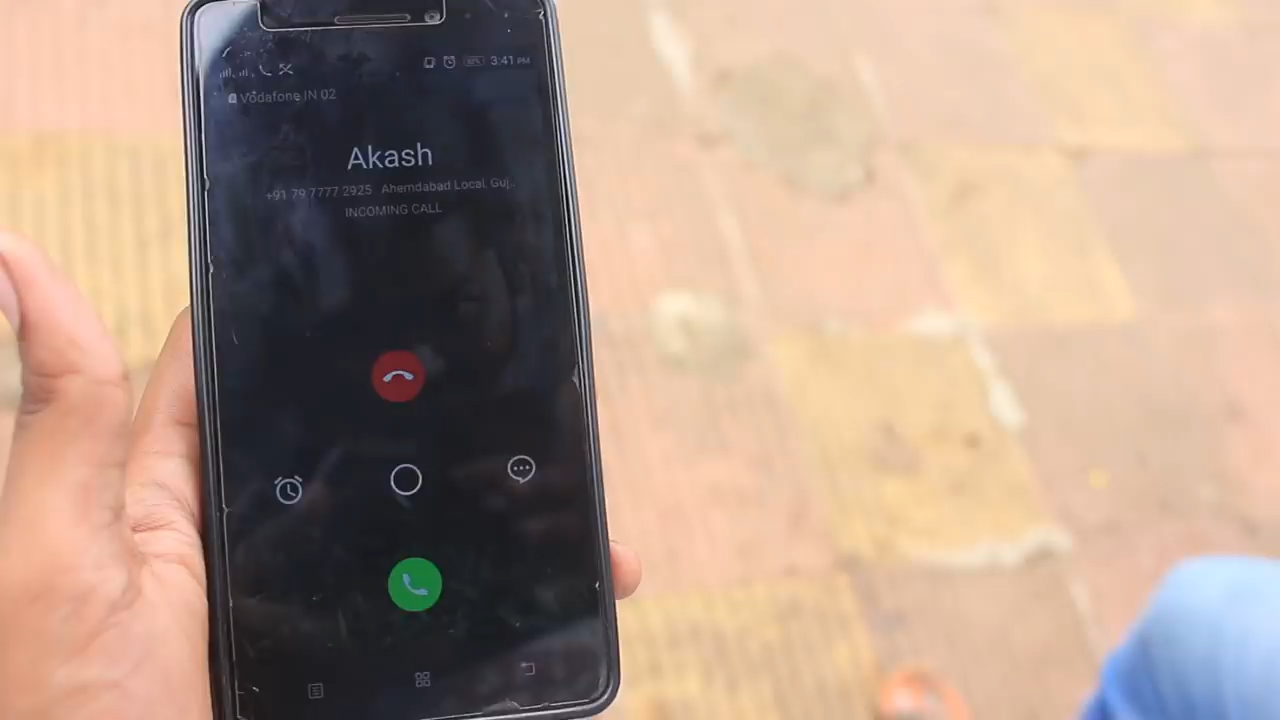 3:41 PM
Vodafone IN 02
Akash
+91 79 7777 2925 Ahemdabad Local, Guj..
INCOMING CALL